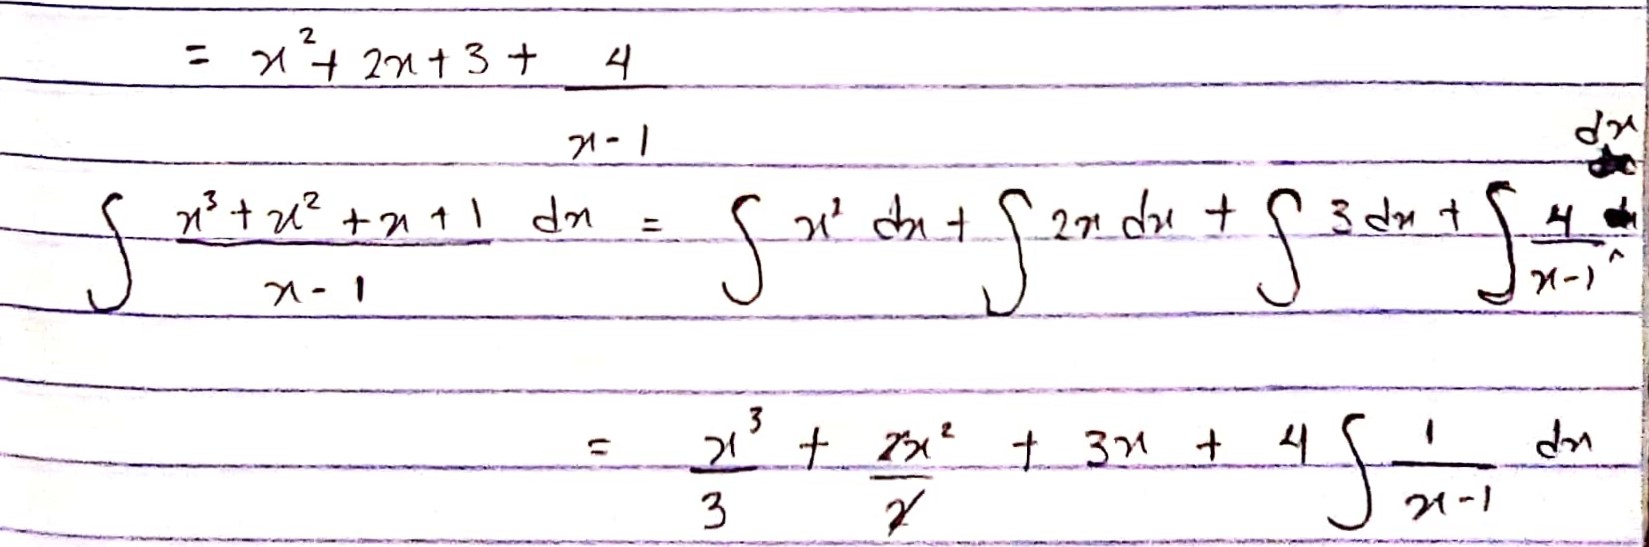 = x² + 2x + 3 + 4/(x-1)
∫ (x³ + x² + x + 1)/(x-1) dx = ∫ x² dx + ∫ 2x dx + ∫ 3 dx + ∫ 4/(x-1) dx
= x³/3 + 2x²/2 + 3x + 4 ∫ 1/(x-1) dx